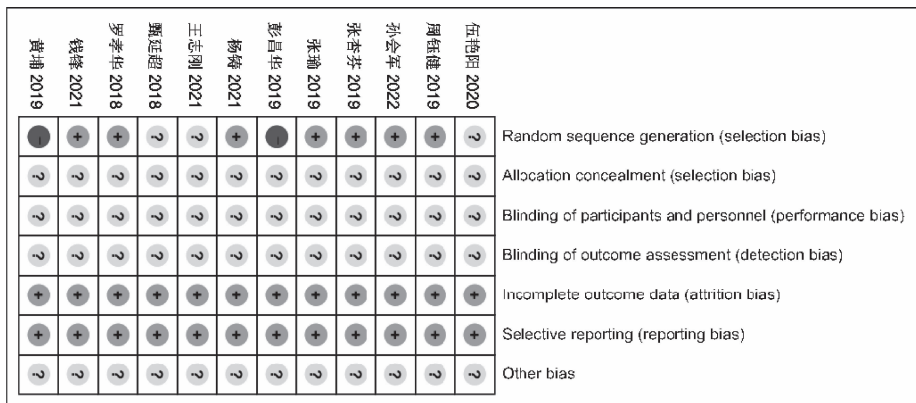 黄埔 2019
钱锋 2021
罗孝华 2018
甄延超 2018
王志刚 2021
杨铸 2021
彭昌华 2019
张瑜 2019
张杏芬 2019
孙会军 2022
周钰健 2019
伍艳阳 2020
- + + ? ? + - + + + + ? Random sequence generation (selection bias)
? ? ? ? ? ? ? ? ? ? ? ? Allocation concealment (selection bias)
? ? ? ? ? ? ? ? ? ? ? ? Blinding of participants and personnel (performance bias)
? ? ? ? ? ? ? ? ? ? ? ? Blinding of outcome assessment (detection bias)
+ + + + + + + + + + + + Incomplete outcome data (attrition bias)
+ + + + + + + + + + + + Selective reporting (reporting bias)
? ? ? ? ? ? ? ? ? ? ? ? Other bias